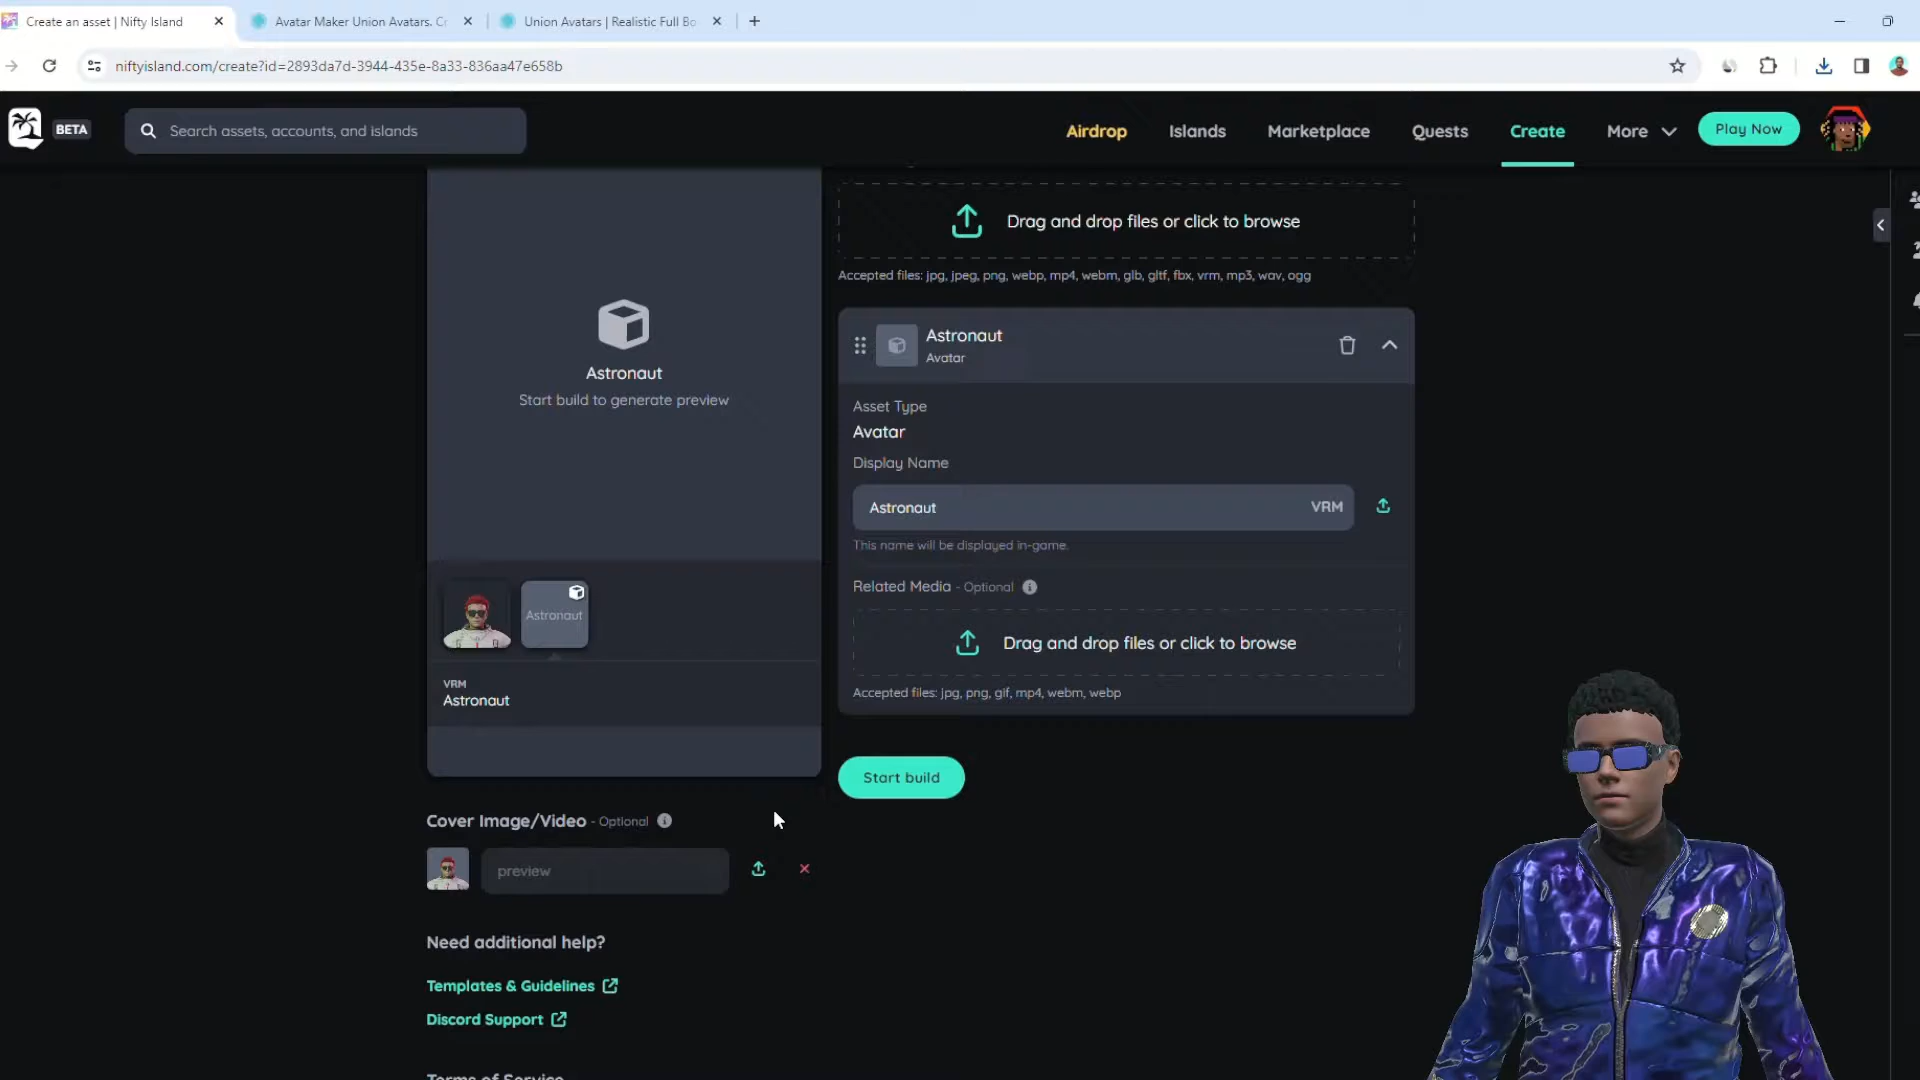 Create an asset | Nifty Island
Avatar Maker Union Avatars. Cr
Union Avatars | Realistic Full Bo
niftyisland.com/create?id=2893da7d-3944-435e-8a33-836aa47e658b
BETA
Search assets, accounts, and islands
Airdrop
Islands
Marketplace
Quests
Create
More
Play Now
Drag and drop files or click to browse
Accepted files: jpg, jpeg, png, webp, mp4, webm, glb, gltf, fbx, vrm, mp3, wav, ogg
Astronaut
Start build to generate preview
Astronaut
VRM
Astronaut
Astronaut
Avatar
Asset Type
Avatar
Display Name
Astronaut
VRM
This name will be displayed in-game.
Related Media - Optional
Drag and drop files or click to browse
Accepted files: jpg, png, gif, mp4, webm, webp
Start build
Cover Image/Video - Optional
preview
Need additional help?
Templates & Guidelines
Discord Support
Terms of Service